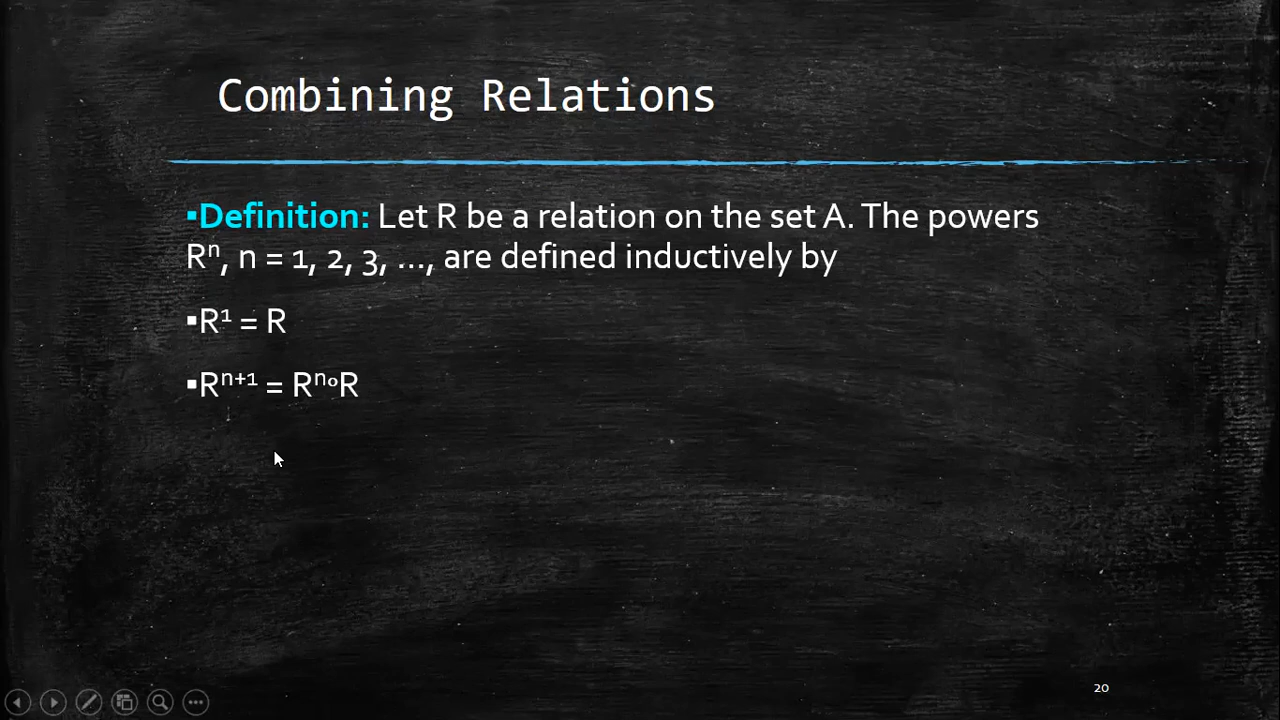 Combining Relations
▪Definition: Let R be a relation on the set A. The powers
Rⁿ, n = 1, 2, 3, …, are defined inductively by
▪R¹ = R
▪Rⁿ⁺¹ = Rⁿ∘R
20